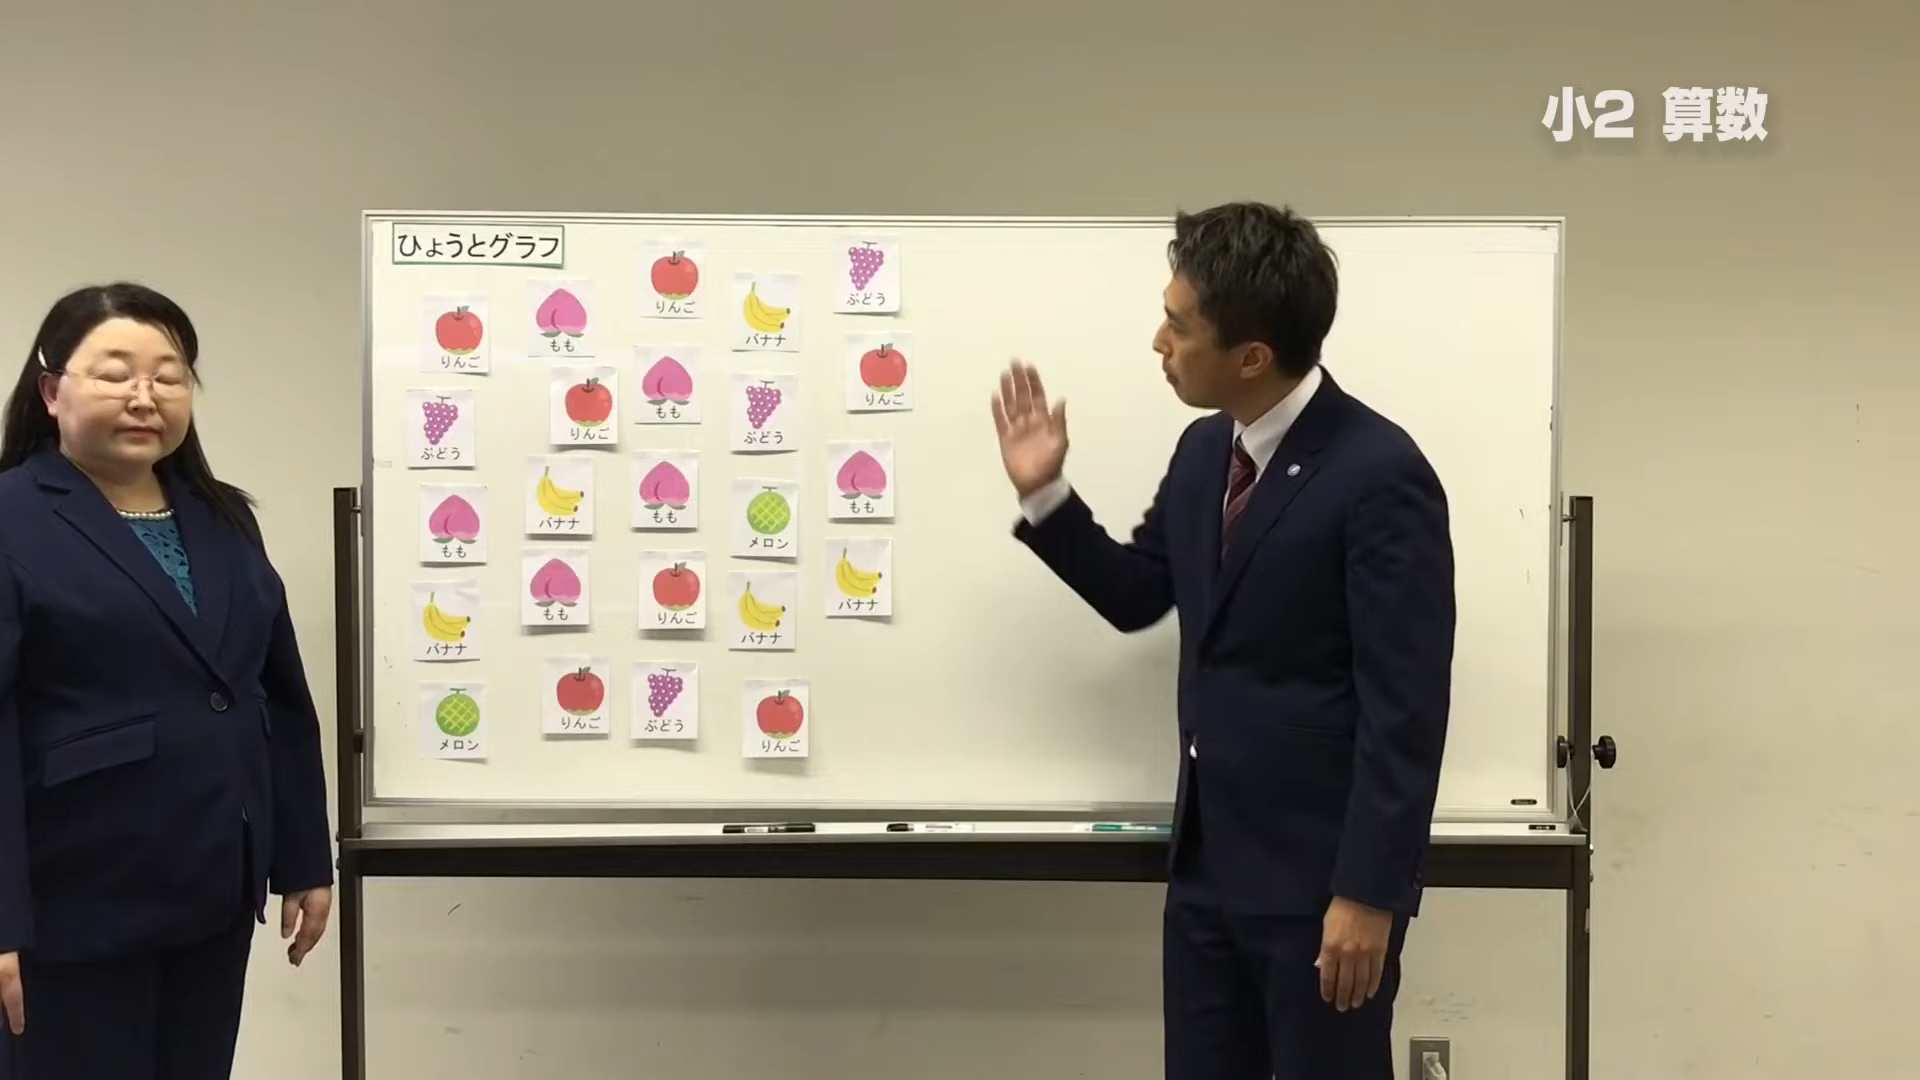 小2 算数
ひょうとグラフ
りんご
もも
りんご
バナナ
ぶどう
ぶどう
りんご
もも
ぶどう
りんご
もも
バナナ
もも
メロン
もも
バナナ
もも
りんご
バナナ
バナナ
メロン
りんご
ぶどう
りんご